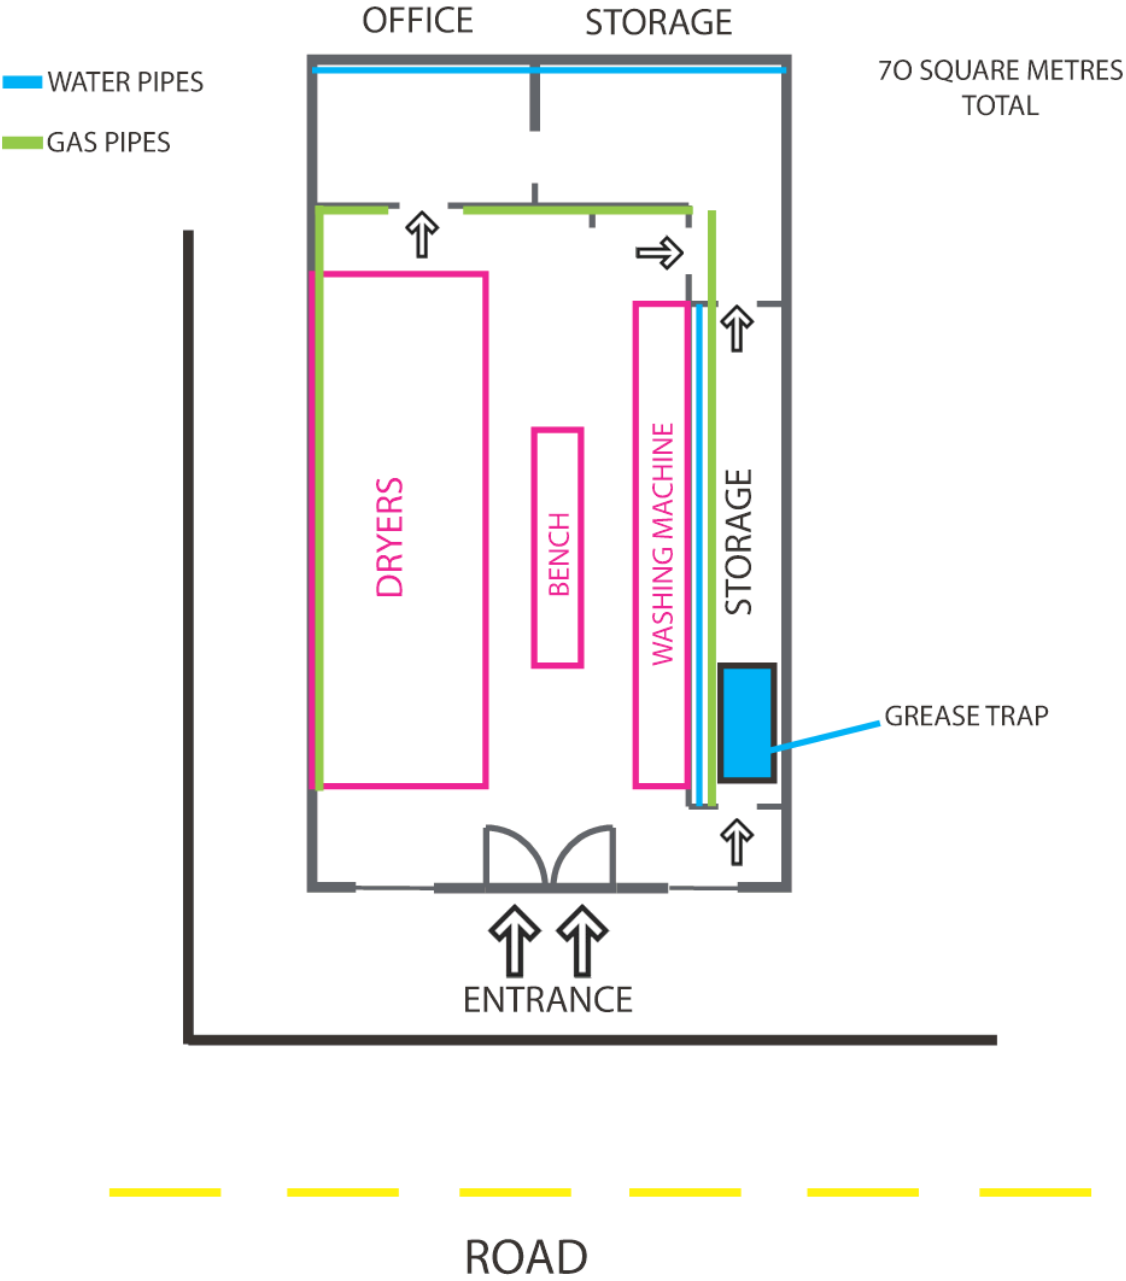 OFFICE
STORAGE
WATER PIPES
GAS PIPES
7O SQUARE METRES
TOTAL
DRYERS
BENCH
WASHING MACHINE
STORAGE
GREASE TRAP
ENTRANCE
ROAD